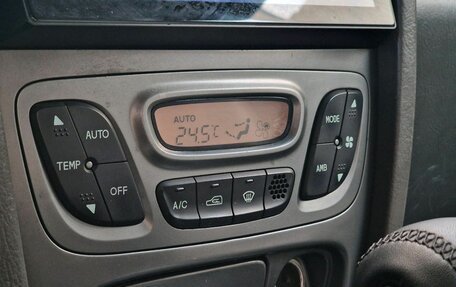 AUTO
24.5°C
AUTO
TEMP
OFF
A/C
MODE
AMB